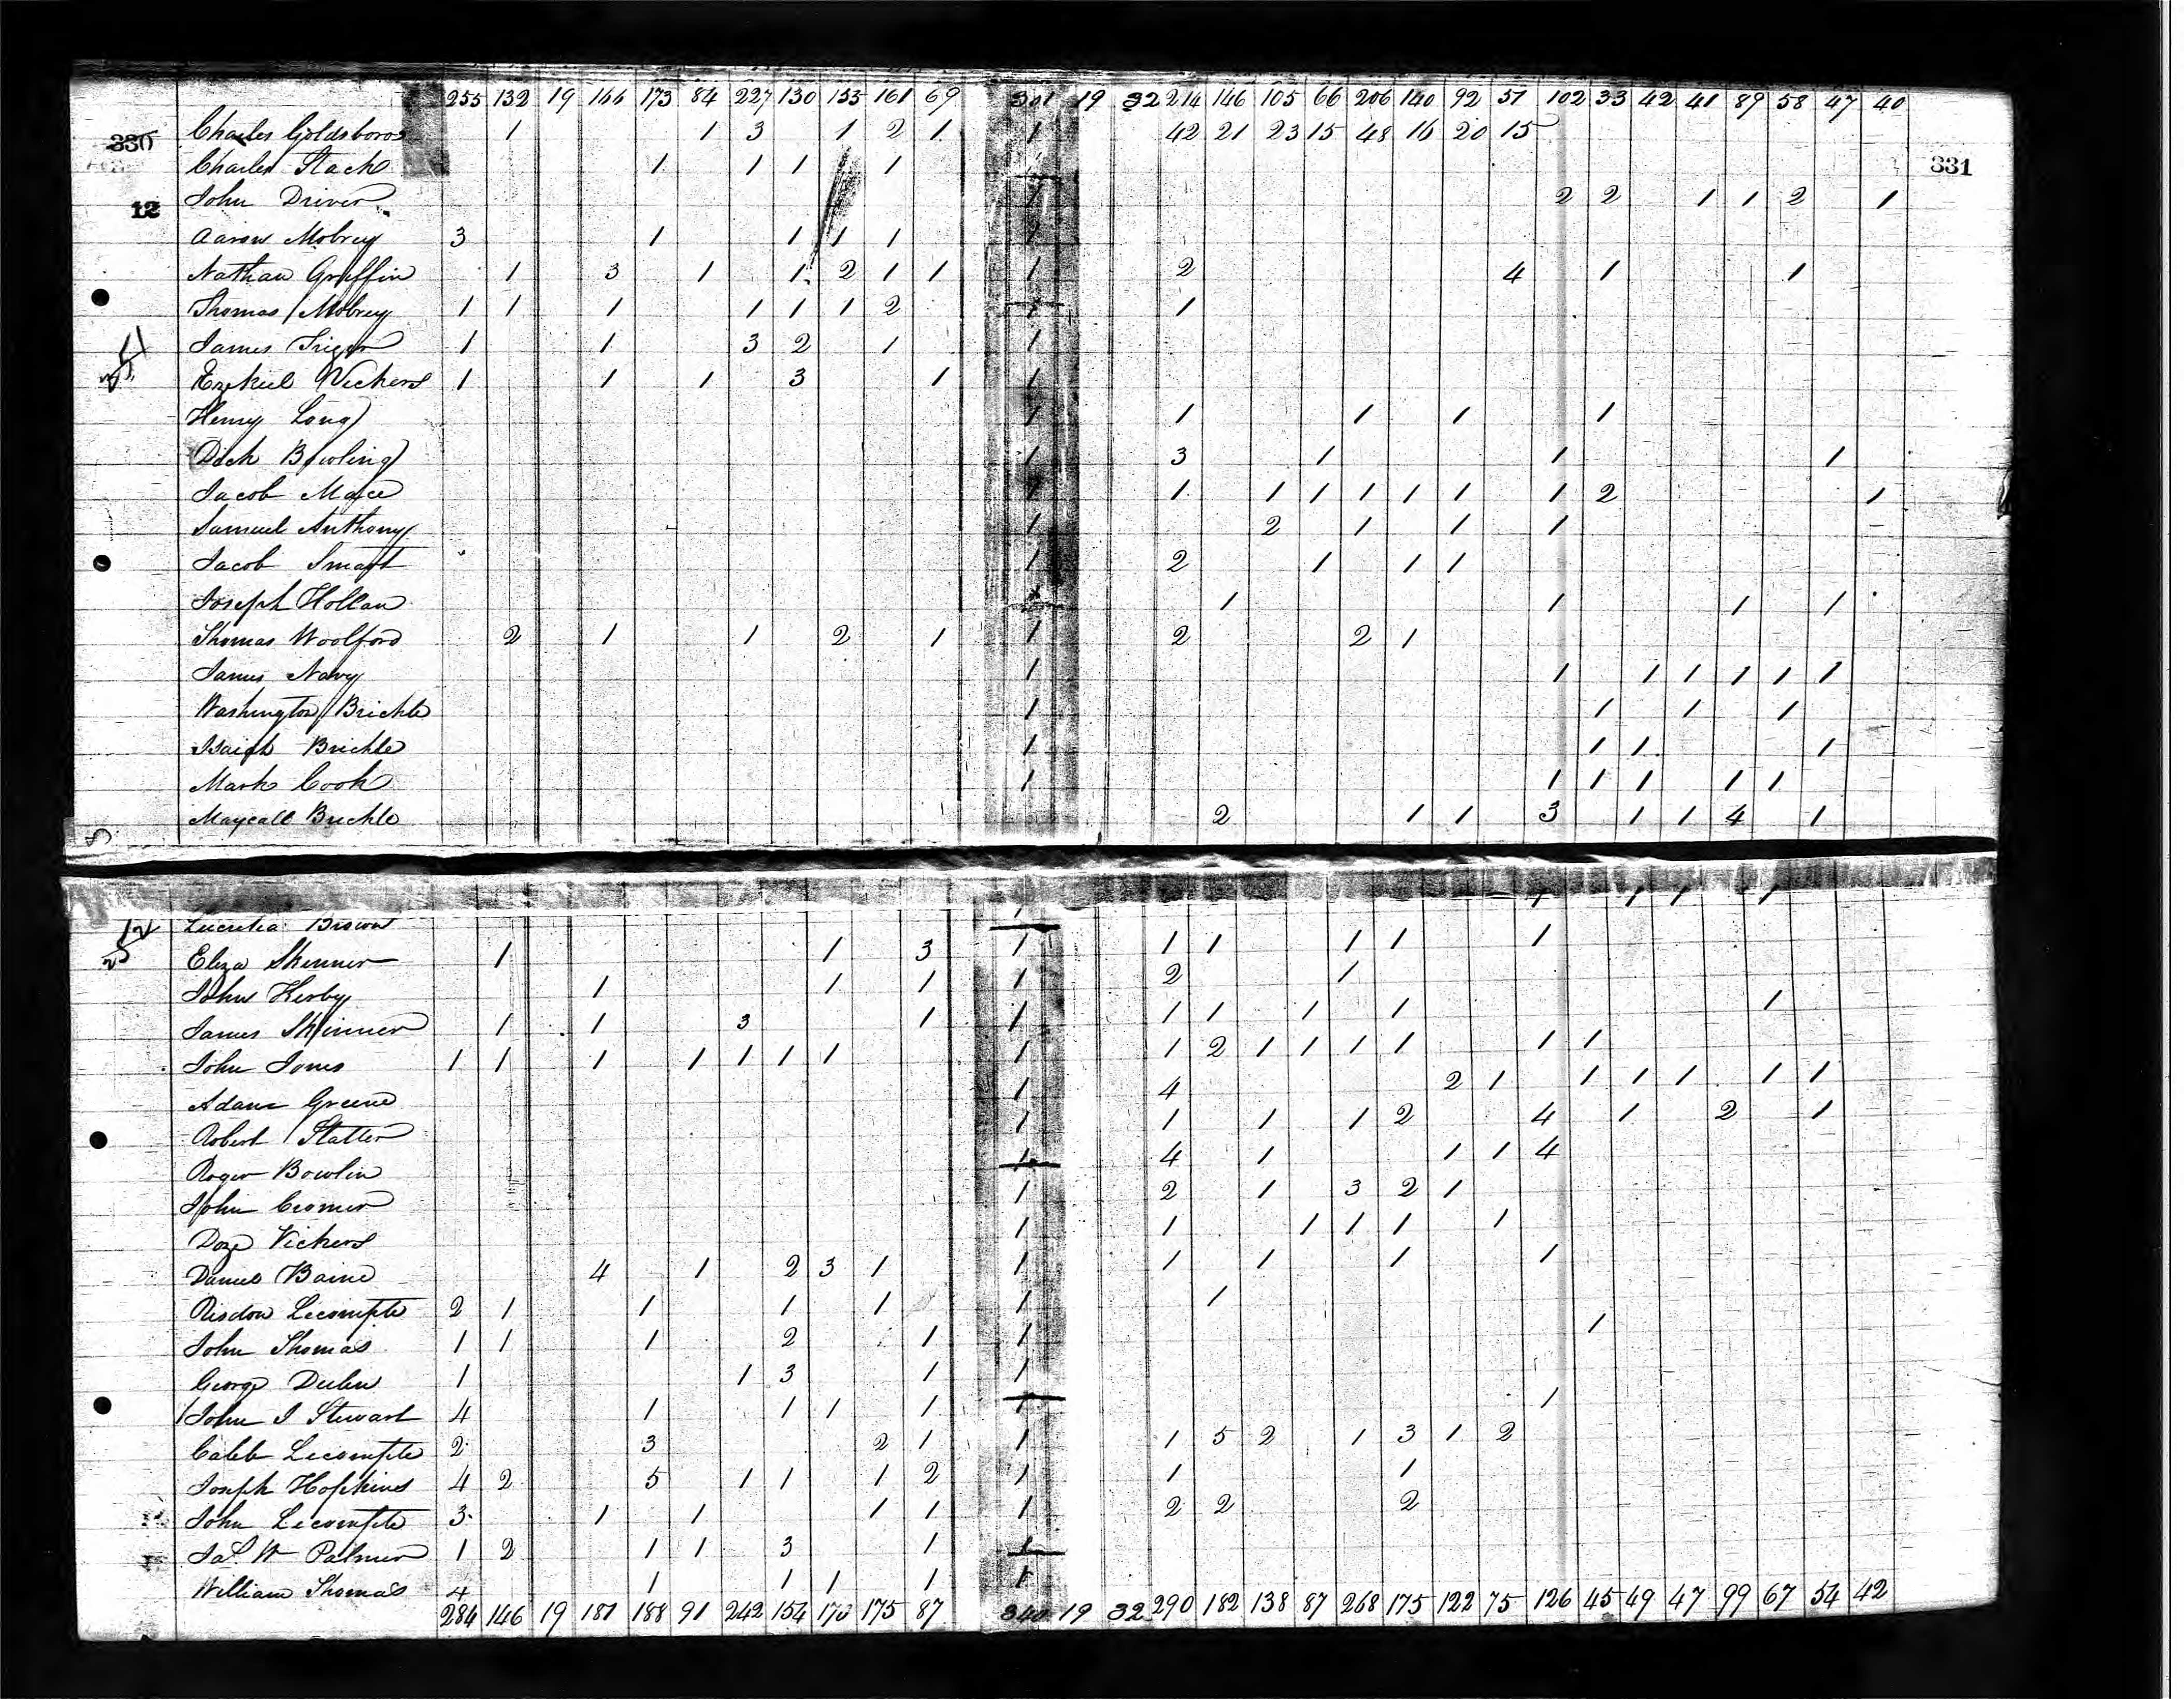 255 132 19 166 173 84 227 130 153 161 69 301 19 32 214 146 105 66 206 140 92 51 102 33 42 41 89 58 47 40
330 Charles Goldsboro 1 1 3 1 2 1 1 42 21 23 15 48 16 20 15
Charles Stack 1 1 1 1 331
12 John Driver 1 2 2 1 1 2 1
Aaron Mobrey 3 1 1 1 1 1
Nathan Griffin 1 3 1 1 2 1 1 1 2 4 1 1
Thomas Mobrey 1 1 1 1 1 1 2 1 1
James Triger 1 1 3 2 1 1
Ezekiel Vickers 1 1 1 3 1 1
Henry Long 1 1 1 1 1
Dick Bowling 1 3 1 1 1
Jacob Mace 1 1 1 1 1 1 1 1 2 1
Samuel Anthony 1 2 1 1 1
Jacob Smart 1 2 1 1 1
Joseph Hollan 1 1 1 1 1
Thomas Woolford 2 1 1 2 1 1 2 2 1
James Navy 1 1 1 1 1 1 1
Washington Brickle 1 1 1 1
Isaiah Brickle 1 1 1 1
Mark Cook 1 1 1 1 1 1
Maycall Brickle 2 1 1 3 1 1 4 1
Lucretia Brown 1 1 1 1 1 1
Eliza Skinner 1 1 3 1 1 1 1 1 1
John Kerby 1 1 1 1 2 1
James Skinner 1 1 3 1 1 1 1 1 1 1
John Jones 1 1 1 1 1 1 1 1 1 2 1 1 1 1 1 1
Adam Greene 1 4 2 1 1 1 1 1 1
Robert Statler 1 1 1 1 2 4 1 2 1
Roger Bowlin 1 4 1 1 1 4
John Cromer 1 2 1 3 2 1
Doze Vickers 1 1 1 1 1 1
Daniel Baine 4 1 2 3 1 1 1 1 1 1
Risdon Lecompte 2 1 1 1 1 1 1
John Thomas 1 1 1 2 1 1 1
George Dulen 1 1 3 1 1
John I Stewart 4 1 1 1 1 1 1
Caleb Lecompte 2 3 2 1 1 1 5 2 1 3 1 2
Joseph Hopkins 4 2 5 1 1 1 2 1 1 1
John Lecompte 3 1 1 1 1 1 2 2 2
Jas W Palmer 1 2 1 1 3 1 1
William Thomas 4 1 1 1 1 1
284 146 19 181 188 91 242 154 170 175 87 340 19 32 290 182 138 87 268 175 122 75 126 45 49 47 99 67 54 42